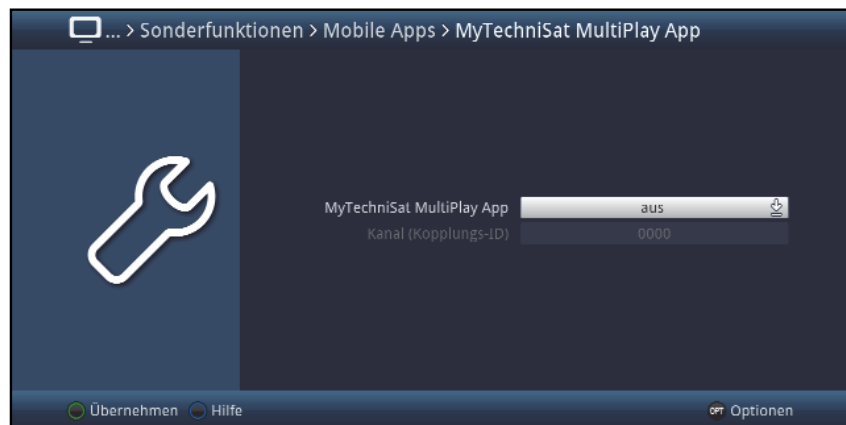 ... > Sonderfunktionen > Mobile Apps > MyTechniSat MultiPlay App
MyTechniSat MultiPlay App aus
Kanal (Kopplungs-ID) 0000
Übernehmen Hilfe OPT Optionen